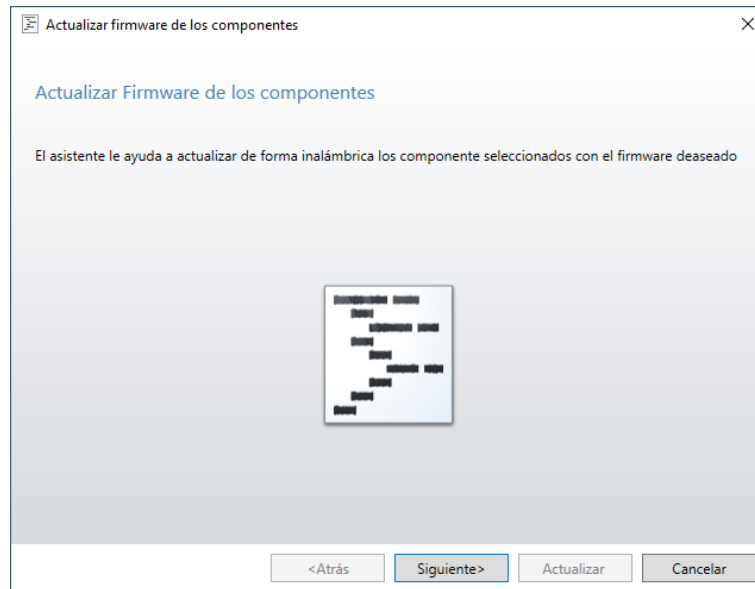 Actualizar firmware de los componentes
Actualizar Firmware de los componentes
El asistente le ayuda a actualizar de forma inalámbrica los componente seleccionados con el firmware deaseado
<Atrás
Siguiente>
Actualizar
Cancelar